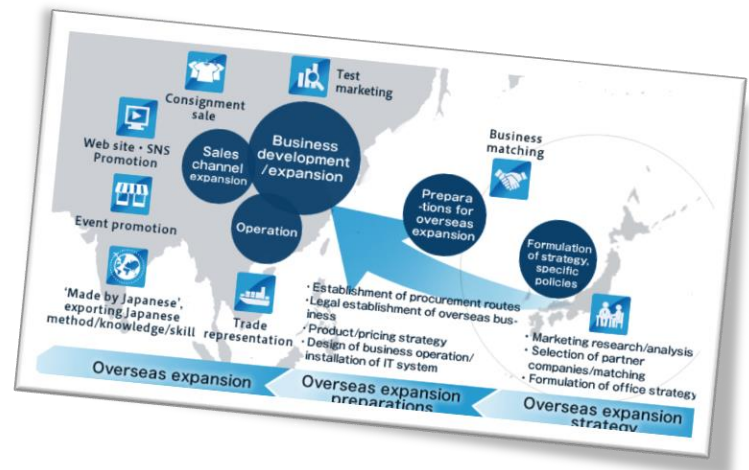 Test
marketing
Consignment
sale
Business
development
/expansion
Web site・SNS
Promotion
Sales
channel
expansion
Business
matching
Prepara
-tions for
overseas
expansion
Event promotion
Operation
Formulation
of strategy,
specific
policies
'Made by Japanese',
exporting Japanese
method/knowledge/skill
Trade
representation
・Establishment of procurement routes
・Legal establishment of overseas bus-
iness
・Product/pricing strategy
・Design of business operation/
installation of IT system
・Marketing research/analysis
・Selection of partner
companies/matching
・Formulation of office strategy
Overseas expansion
Overseas expansion
preparations
Overseas expansion
strategy